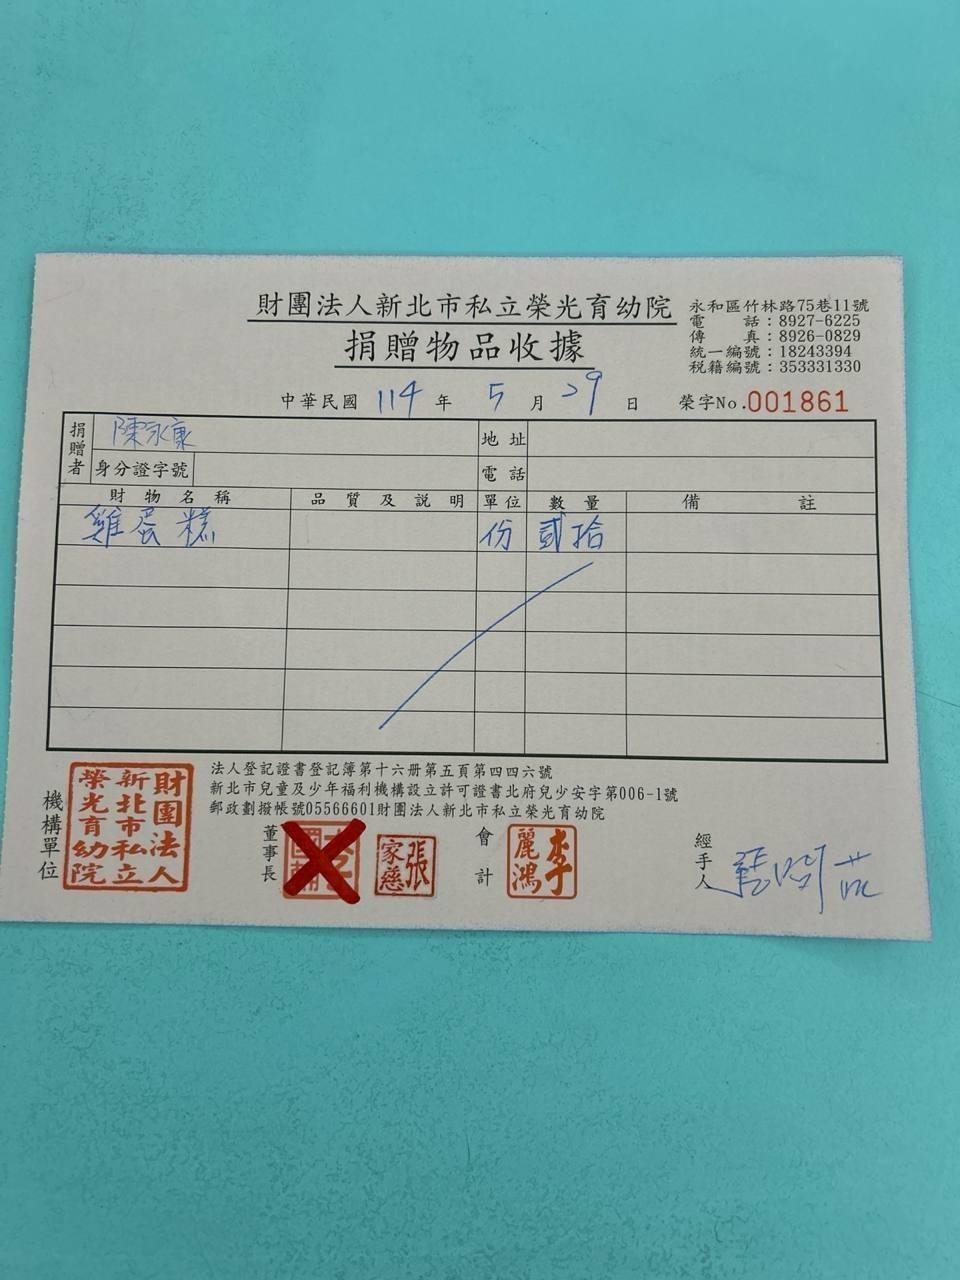 財團法人新北市私立榮光育幼院
捐贈物品收據
永和區竹林路75巷11號
電話：8927-6225
傳真：8926-0829
統一編號：18243394
稅籍編號：353331330
中華民國 114 年 5 月 29 日 榮字No.001861
捐贈者 陳永康 地址
身分證字號 電話
財物名稱 品質及說明 單位 數量 備註
雞蛋糕 份 貳拾
法人登記證書登記簿第十六冊第五頁第四四六號
新北市兒童及少年福利機構設立許可證書北府兒少安字第006-1號
郵政劃撥帳號05566601財團法人新北市私立榮光育幼院
機構單位 財團法人新北市私立榮光育幼院 董事長 張家慈 會計 李麗鴻 經手人